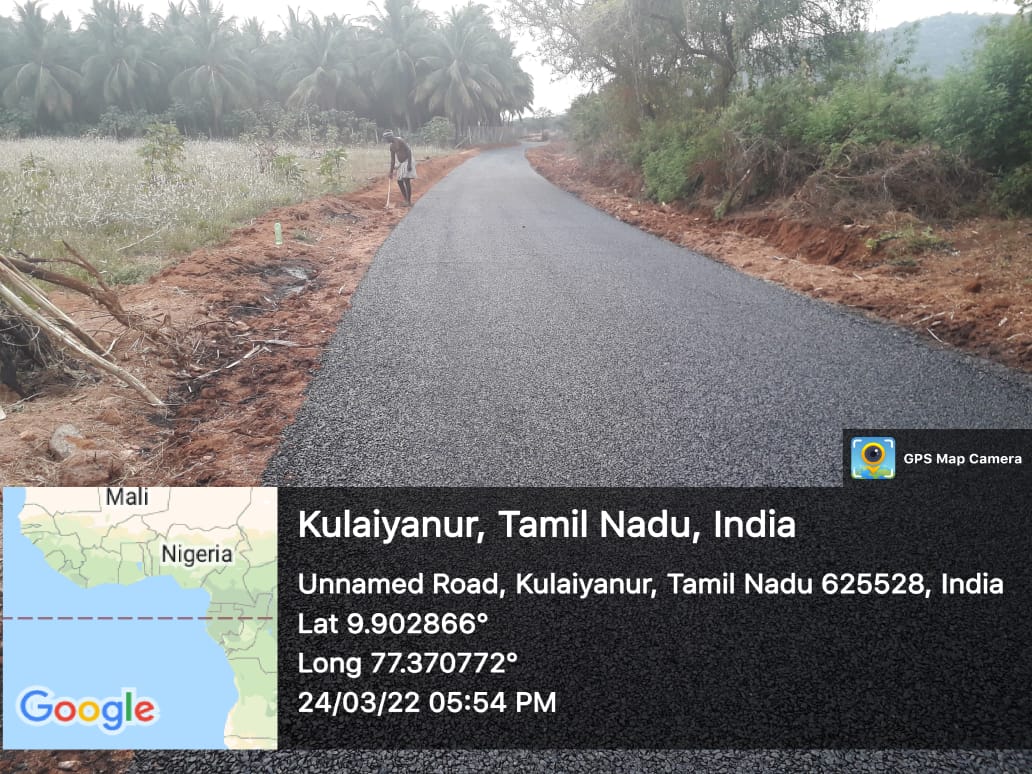 GPS Map Camera
Mali
Nigeria
Google
Kulaiyanur, Tamil Nadu, India
Unnamed Road, Kulaiyanur, Tamil Nadu 625528, India
Lat 9.902866°
Long 77.370772°
24/03/22 05:54 PM